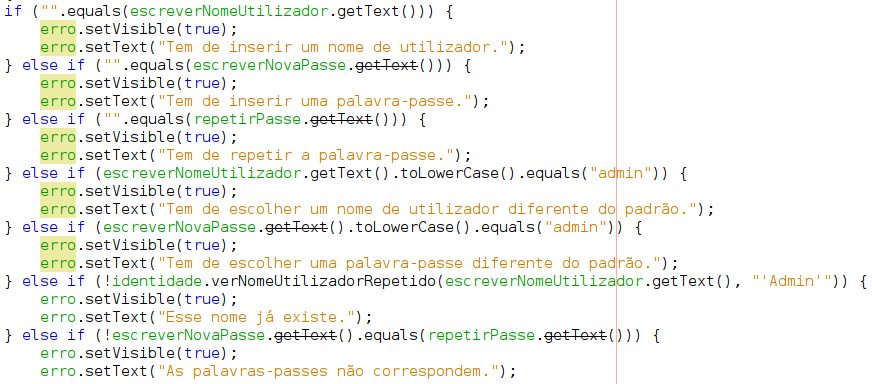 if ("".equals(escreverNomeUtilizador.getText())) {
    erro.setVisible(true);
    erro.setText("Tem de inserir um nome de utilizador.");
} else if ("".equals(escreverNovaPasse.getText())) {
    erro.setVisible(true);
    erro.setText("Tem de inserir uma palavra-passe.");
} else if ("".equals(repetirPasse.getText())) {
    erro.setVisible(true);
    erro.setText("Tem de repetir a palavra-passe.");
} else if (escreverNomeUtilizador.getText().toLowerCase().equals("admin")) {
    erro.setVisible(true);
    erro.setText("Tem de escolher um nome de utilizador diferente do padrão.");
} else if (escreverNovaPasse.getText().toLowerCase().equals("admin")) {
    erro.setVisible(true);
    erro.setText("Tem de escolher uma palavra-passe diferente do padrão.");
} else if (!identidade.verNomeUtilizadorRepetido(escreverNomeUtilizador.getText(), "'Admin'")) {
    erro.setVisible(true);
    erro.setText("Esse nome já existe.");
} else if (!escreverNovaPasse.getText().equals(repetirPasse.getText())) {
    erro.setVisible(true);
    erro.setText("As palavras-passes não correspondem.");